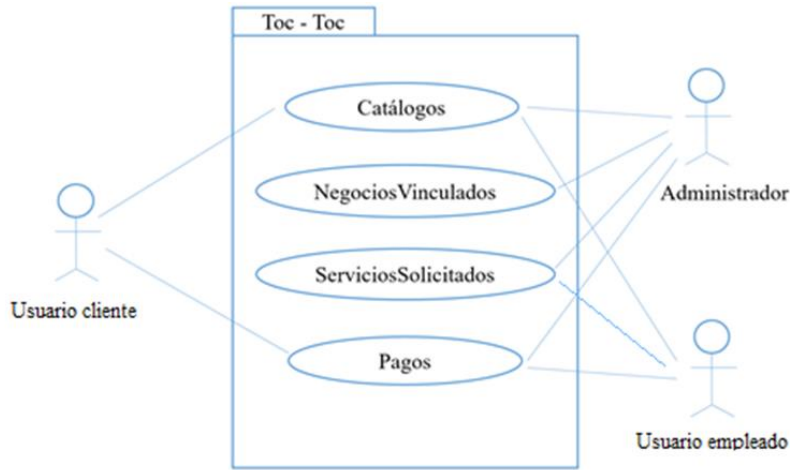 Toc - Toc
Catálogos
NegociosVinculados
Administrador
ServiciosSolicitados
Usuario cliente
Pagos
Usuario empleado